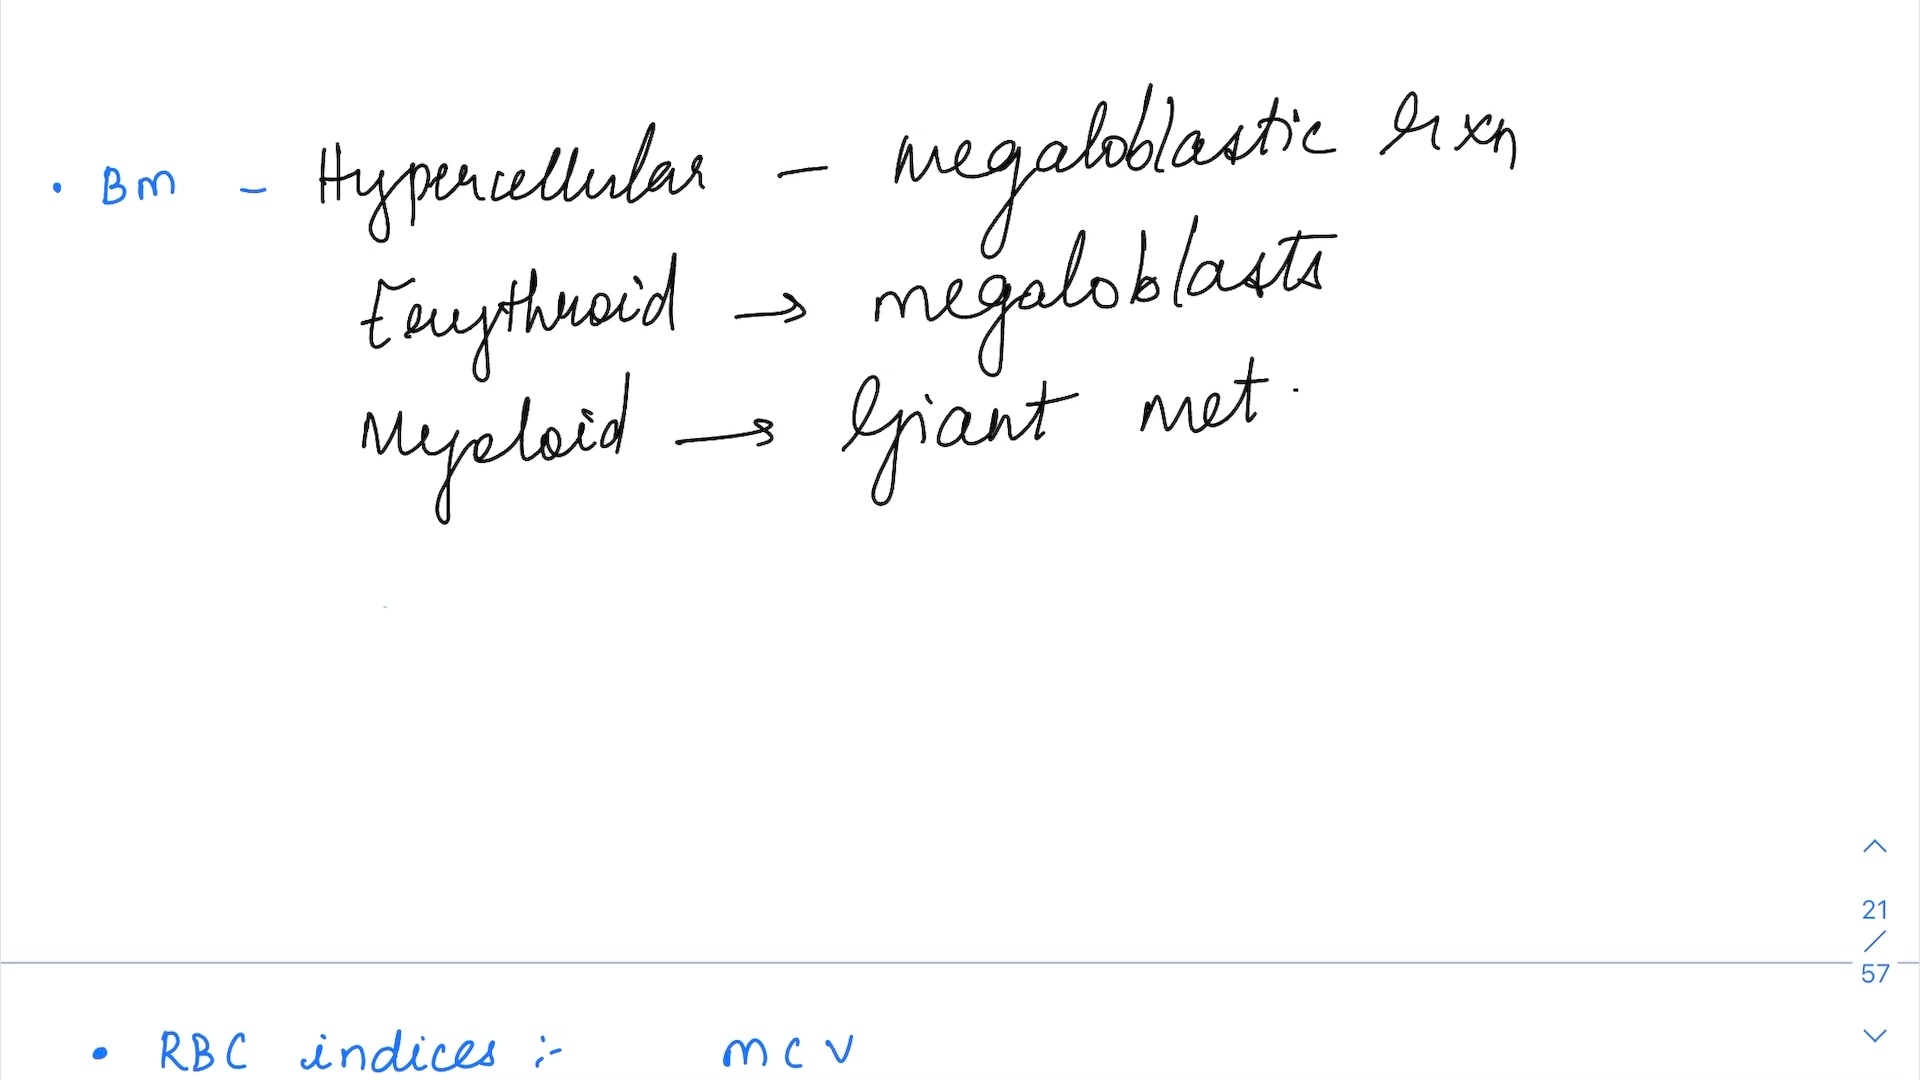 • Bm - Hypercellular - megaloblastic rxn
Erythroid → megaloblasts
Myeloid → Giant met.
21
/
57
• RBC indices :- mcv